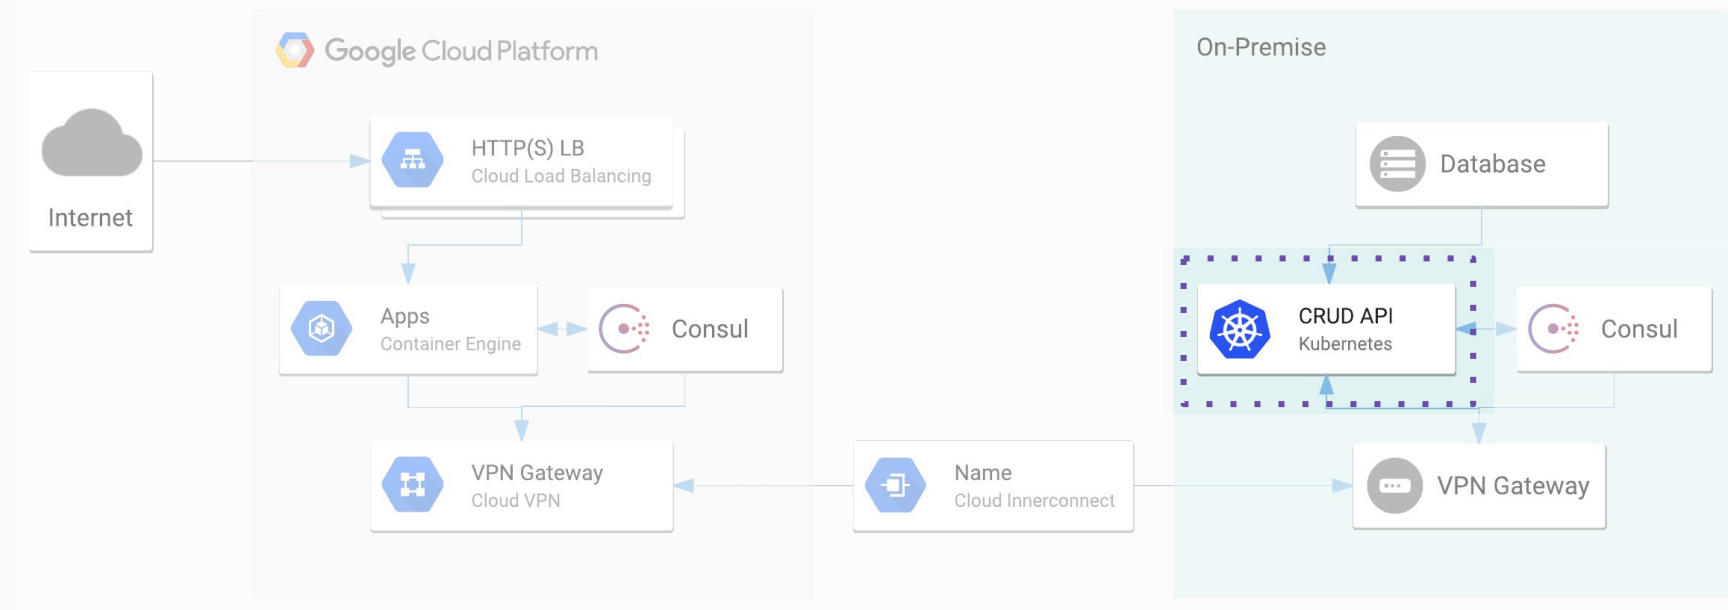 Google Cloud Platform
On-Premise
Internet
HTTP(S) LB
Cloud Load Balancing
Database
Apps
Container Engine
Consul
CRUD API
Kubernetes
Consul
VPN Gateway
Cloud VPN
Name
Cloud Innerconnect
VPN Gateway